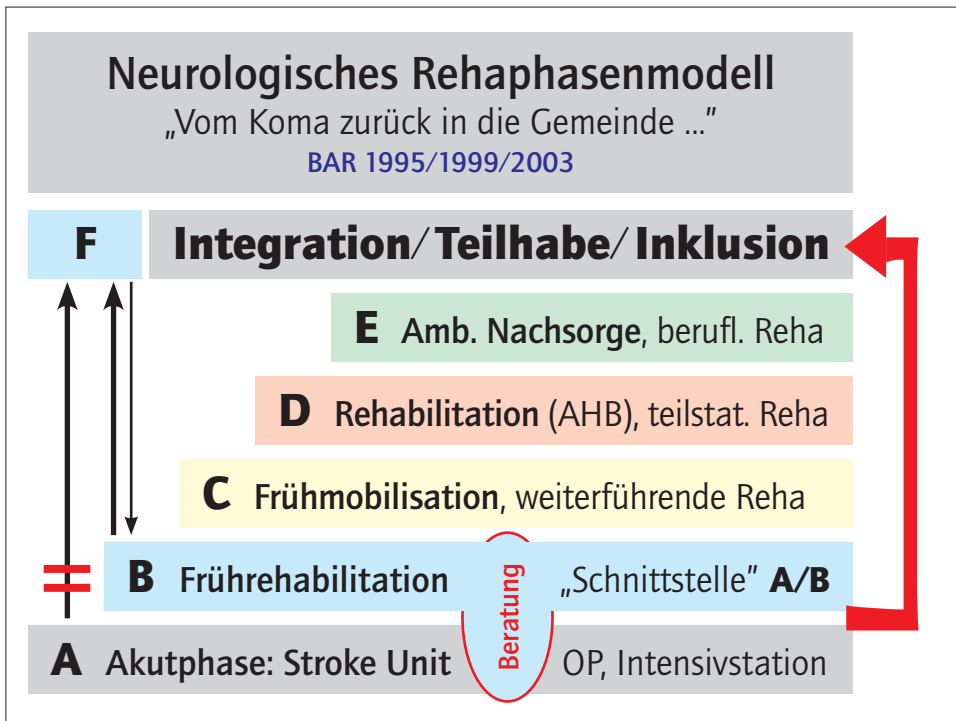 Neurologisches Rehaphasenmodell
„Vom Koma zurück in die Gemeinde ...”
BAR 1995/1999/2003
F Integration/Teilhabe/Inklusion
E Amb. Nachsorge, berufl. Reha
D Rehabilitation (AHB), teilstat. Reha
C Frühmobilisation, weiterführende Reha
B Frührehabilitation „Schnittstelle” A/B
Beratung
A Akutphase: Stroke Unit OP, Intensivstation